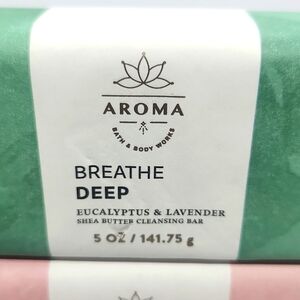 AROMA
BATH & BODY WORKS
BREATHE
DEEP
EUCALYPTUS & LAVENDER
SHEA BUTTER CLEANSING BAR
5 OZ / 141.75 g